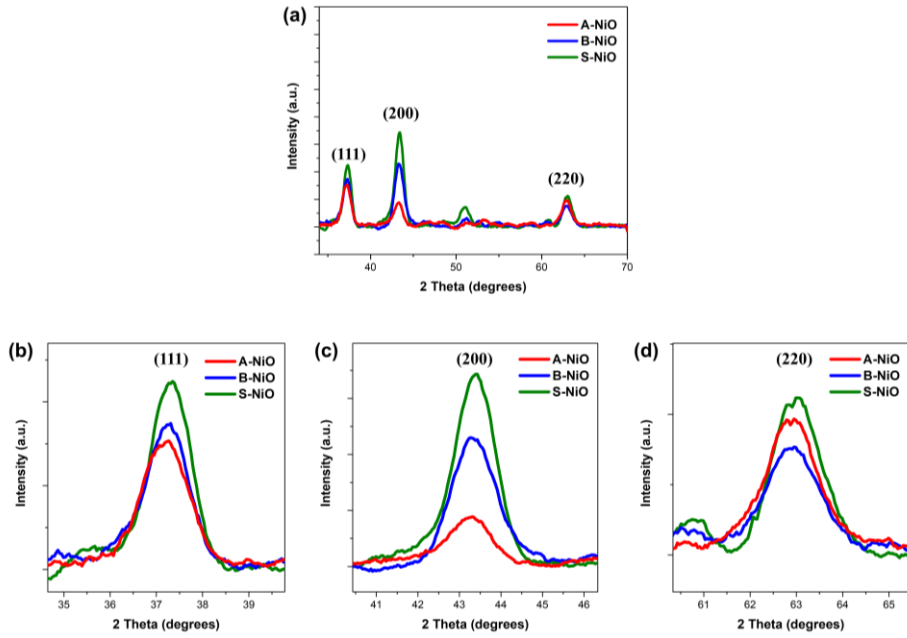 (a)
A-NiO
B-NiO
S-NiO
(200)
(111)
(220)
Intensity (a.u.)
40 50 60 70
2 Theta (degrees)
(b)
(111)
A-NiO
B-NiO
S-NiO
Intensity (a.u.)
35 36 37 38 39
2 Theta (degrees)
(c)
(200)
A-NiO
B-NiO
S-NiO
Intensity (a.u.)
41 42 43 44 45 46
2 Theta (degrees)
(d)
(220)
A-NiO
B-NiO
S-NiO
Intensity (a.u.)
61 62 63 64 65
2 Theta (degrees)